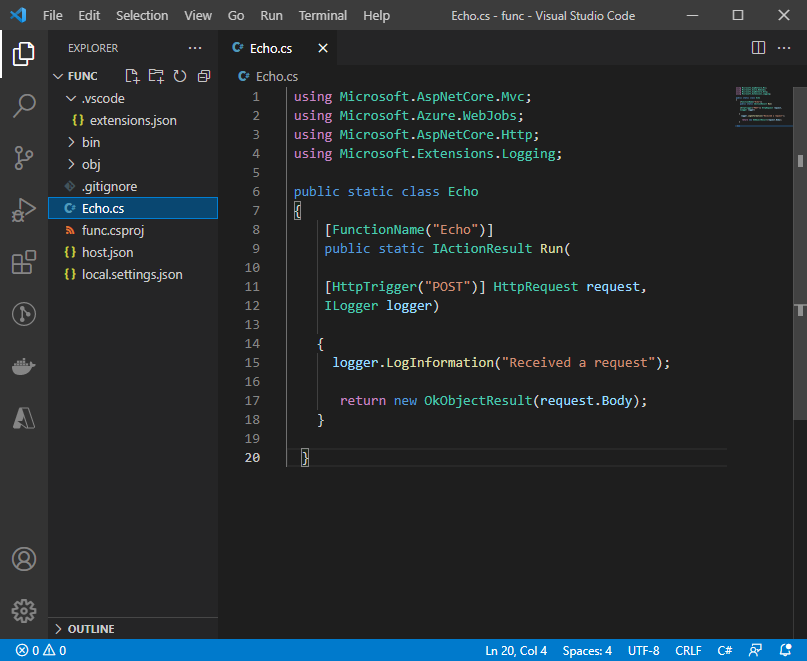 File Edit Selection View Go Run Terminal Help Echo.cs - func - Visual Studio Code
EXPLORER
FUNC
.vscode
{} extensions.json
bin
obj
.gitignore
C# Echo.cs
func.csproj
{} host.json
{} local.settings.json
OUTLINE
C# Echo.cs
C# Echo.cs
1 using Microsoft.AspNetCore.Mvc;
2 using Microsoft.Azure.WebJobs;
3 using Microsoft.AspNetCore.Http;
4 using Microsoft.Extensions.Logging;
5
6 public static class Echo
7 {
8 [FunctionName("Echo")]
9 public static IActionResult Run(
10
11 [HttpTrigger("POST")] HttpRequest request,
12 ILogger logger)
13
14 {
15 logger.LogInformation("Received a request");
16
17 return new OkObjectResult(request.Body);
18 }
19
20 }
0 0 Ln 20, Col 4 Spaces: 4 UTF-8 CRLF C#